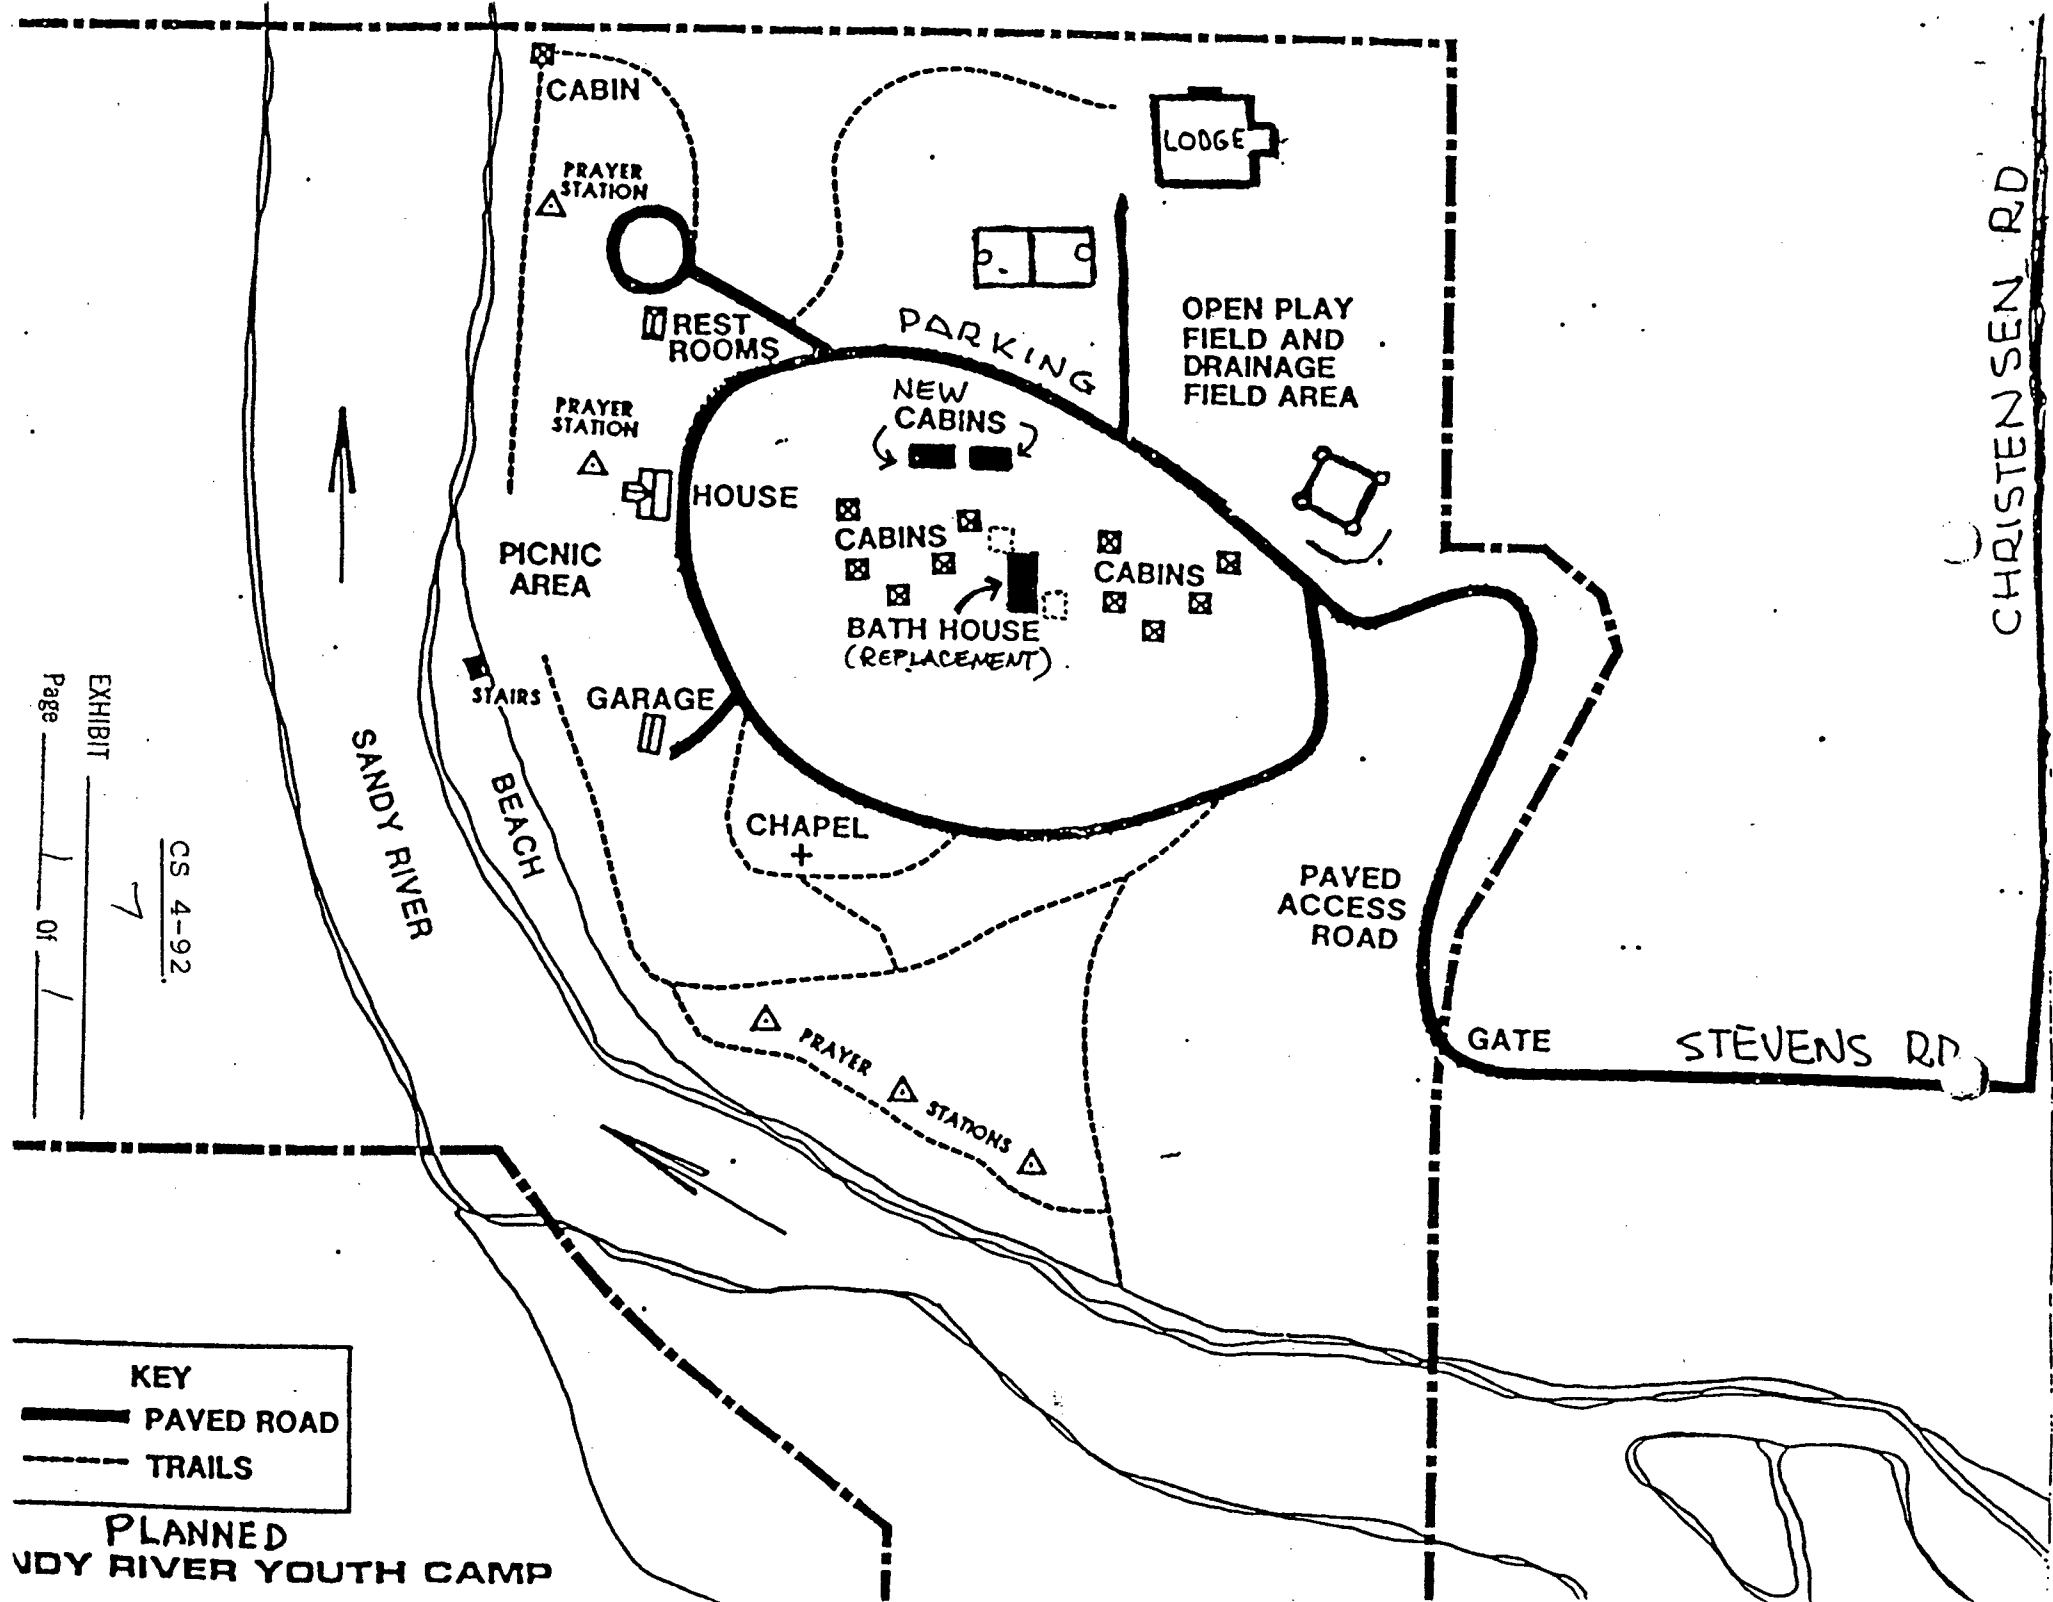 CABIN
PRAYER
STATION
LODGE
REST
ROOMS
PARKING
OPEN PLAY
FIELD AND
DRAINAGE
FIELD AREA
CHRISTENSEN RD
NEW
CABINS
PRAYER
STATION
HOUSE
PICNIC
AREA
CABINS
CABINS
BATH HOUSE
(REPLACEMENT)
STAIRS
GARAGE
SANDY RIVER
BEACH
CHAPEL
PAVED
ACCESS
ROAD
GATE
STEVENS RD
PRAYER
STATIONS
CS 4-92
EXHIBIT 7
Page 1 Of 1
KEY
PAVED ROAD
TRAILS
PLANNED
NDY RIVER YOUTH CAMP